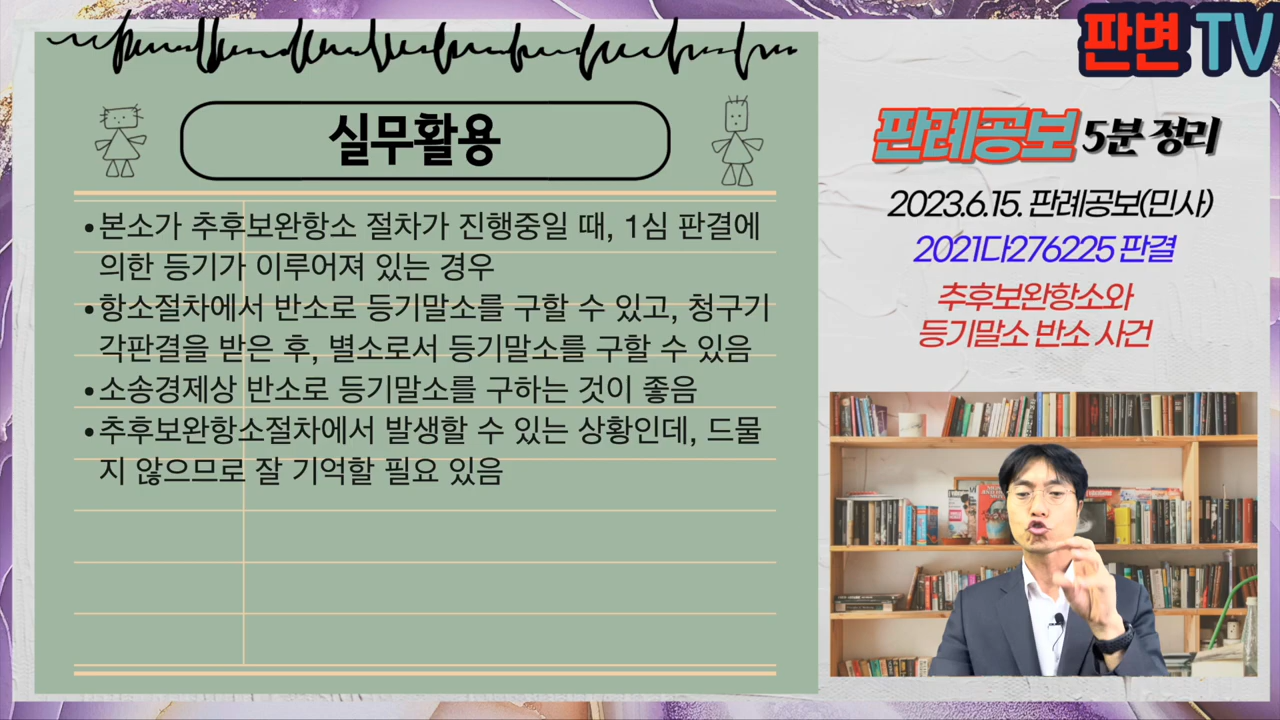 실무활용
•본소가 추후보완항소 절차가 진행중일 때, 1심 판결에
의한 등기가 이루어져 있는 경우
•항소절차에서 반소로 등기말소를 구할 수 있고, 청구기
각판결을 받은 후, 별소로서 등기말소를 구할 수 있음
•소송경제상 반소로 등기말소를 구하는 것이 좋음
•추후보완항소절차에서 발생할 수 있는 상황인데, 드물
지 않으므로 잘 기억할 필요 있음
판변 TV
판례공보 5분 정리
2023.6.15. 판례공보(민사)
2021다276225 판결
추후보완항소와
등기말소 반소 사건